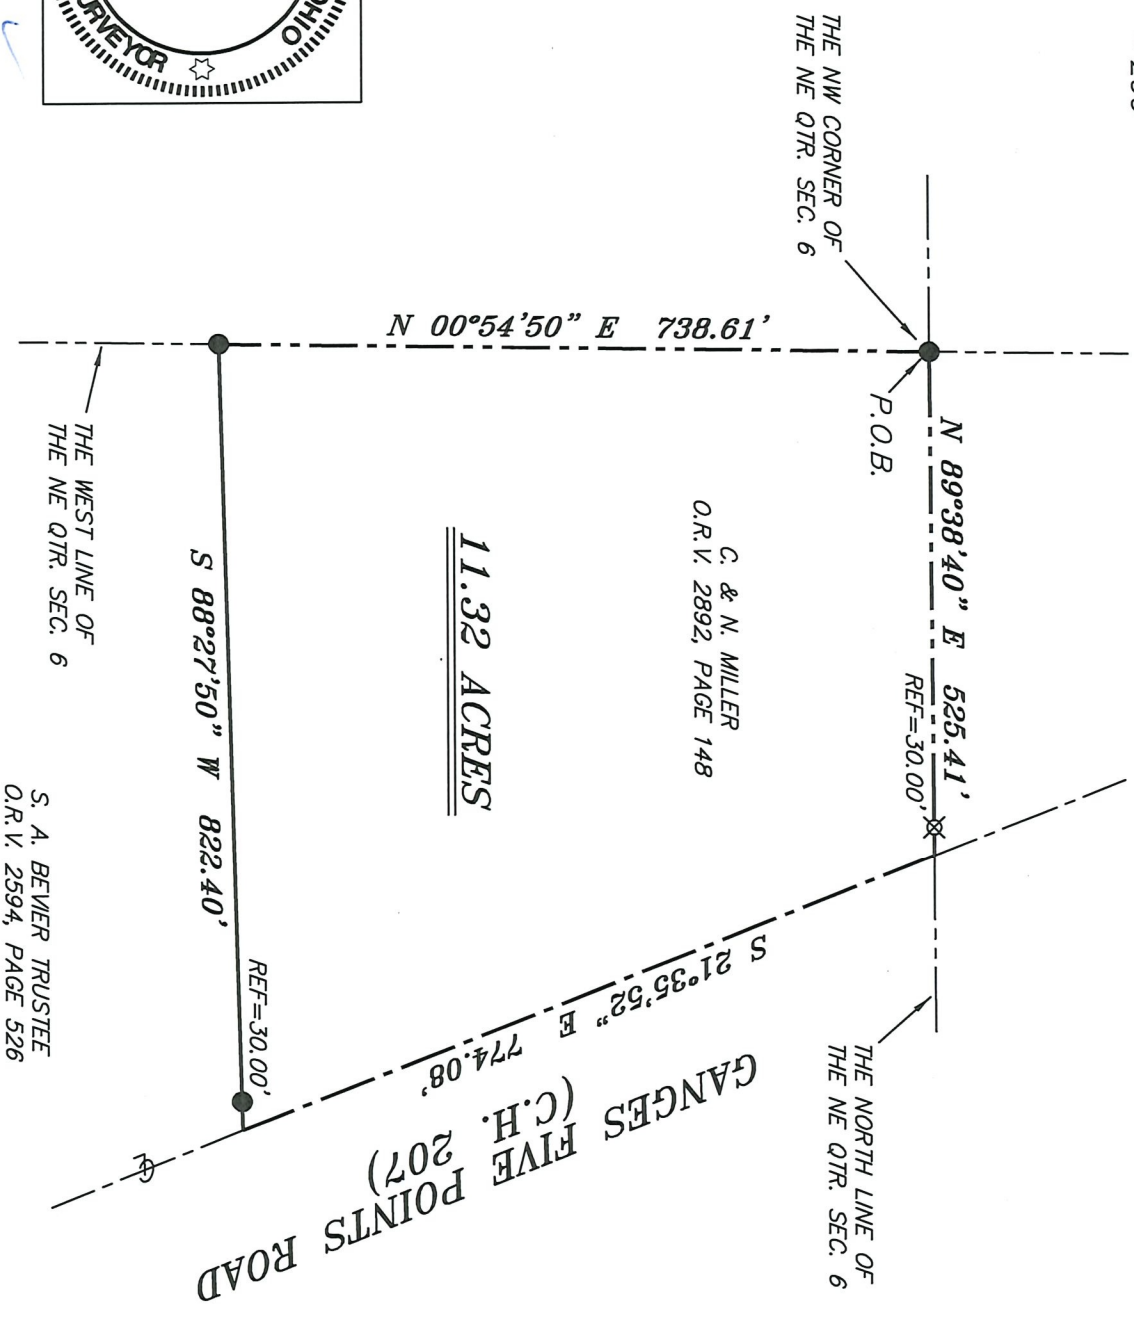 THE NW CORNER OF
THE NE QTR. SEC. 6
P.O.B.
N 89°38'40" E 525.41'
REF=30.00'
THE NORTH LINE OF
THE NE QTR. SEC. 6
N 00°54'50" E 738.61'
C. & N. MILLER
O.R.V. 2892, PAGE 148
11.32 ACRES
S 21°35'52" E 774.08'
GANGES FIVE POINTS ROAD
(C.H. 207)
THE WEST LINE OF
THE NE QTR. SEC. 6
S 88°27'50" W 822.40'
REF=30.00'
S. A. BEVIER TRUSTEE
O.R.V. 2594, PAGE 526
OHIO